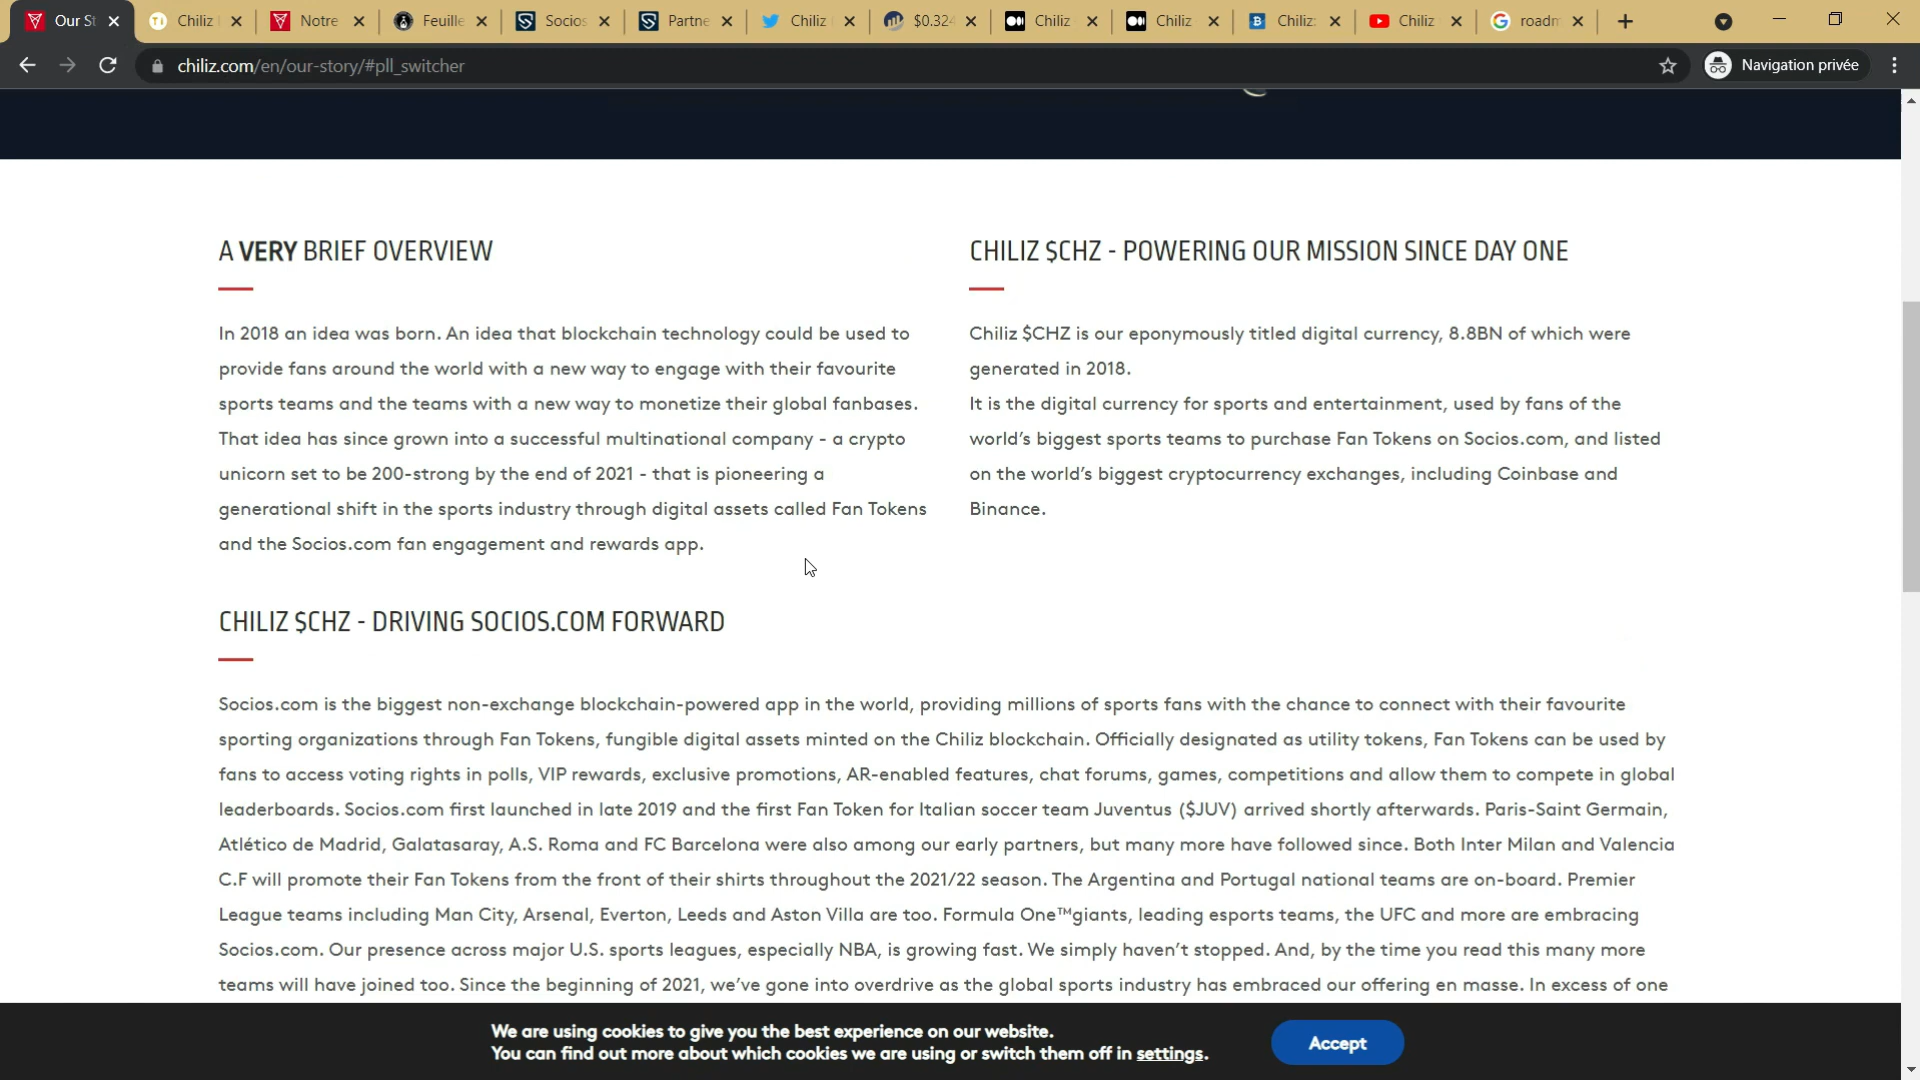 Our St
Chiliz
Notre
Feuille
Socios
Partne
Chiliz
$0.324
Chiliz
Chiliz
Chiliz
Chiliz
roadm
chiliz.com/en/our-story/#pll_switcher
Navigation privée
A VERY BRIEF OVERVIEW
In 2018 an idea was born. An idea that blockchain technology could be used to
provide fans around the world with a new way to engage with their favourite
sports teams and the teams with a new way to monetize their global fanbases.
That idea has since grown into a successful multinational company - a crypto
unicorn set to be 200-strong by the end of 2021 - that is pioneering a
generational shift in the sports industry through digital assets called Fan Tokens
and the Socios.com fan engagement and rewards app.
CHILIZ $CHZ - POWERING OUR MISSION SINCE DAY ONE
Chiliz $CHZ is our eponymously titled digital currency, 8.8BN of which were
generated in 2018.
It is the digital currency for sports and entertainment, used by fans of the
world's biggest sports teams to purchase Fan Tokens on Socios.com, and listed
on the world's biggest cryptocurrency exchanges, including Coinbase and
Binance.
CHILIZ $CHZ - DRIVING SOCIOS.COM FORWARD
Socios.com is the biggest non-exchange blockchain-powered app in the world, providing millions of sports fans with the chance to connect with their favourite
sporting organizations through Fan Tokens, fungible digital assets minted on the Chiliz blockchain. Officially designated as utility tokens, Fan Tokens can be used by
fans to access voting rights in polls, VIP rewards, exclusive promotions, AR-enabled features, chat forums, games, competitions and allow them to compete in global
leaderboards. Socios.com first launched in late 2019 and the first Fan Token for Italian soccer team Juventus ($JUV) arrived shortly afterwards. Paris-Saint Germain,
Atlético de Madrid, Galatasaray, A.S. Roma and FC Barcelona were also among our early partners, but many more have followed since. Both Inter Milan and Valencia
C.F will promote their Fan Tokens from the front of their shirts throughout the 2021/22 season. The Argentina and Portugal national teams are on-board. Premier
League teams including Man City, Arsenal, Everton, Leeds and Aston Villa are too. Formula One™giants, leading esports teams, the UFC and more are embracing
Socios.com. Our presence across major U.S. sports leagues, especially NBA, is growing fast. We simply haven't stopped. And, by the time you read this many more
teams will have joined too. Since the beginning of 2021, we've gone into overdrive as the global sports industry has embraced our offering en masse. In excess of one
We are using cookies to give you the best experience on our website.
You can find out more about which cookies we are using or switch them off in settings.
Accept